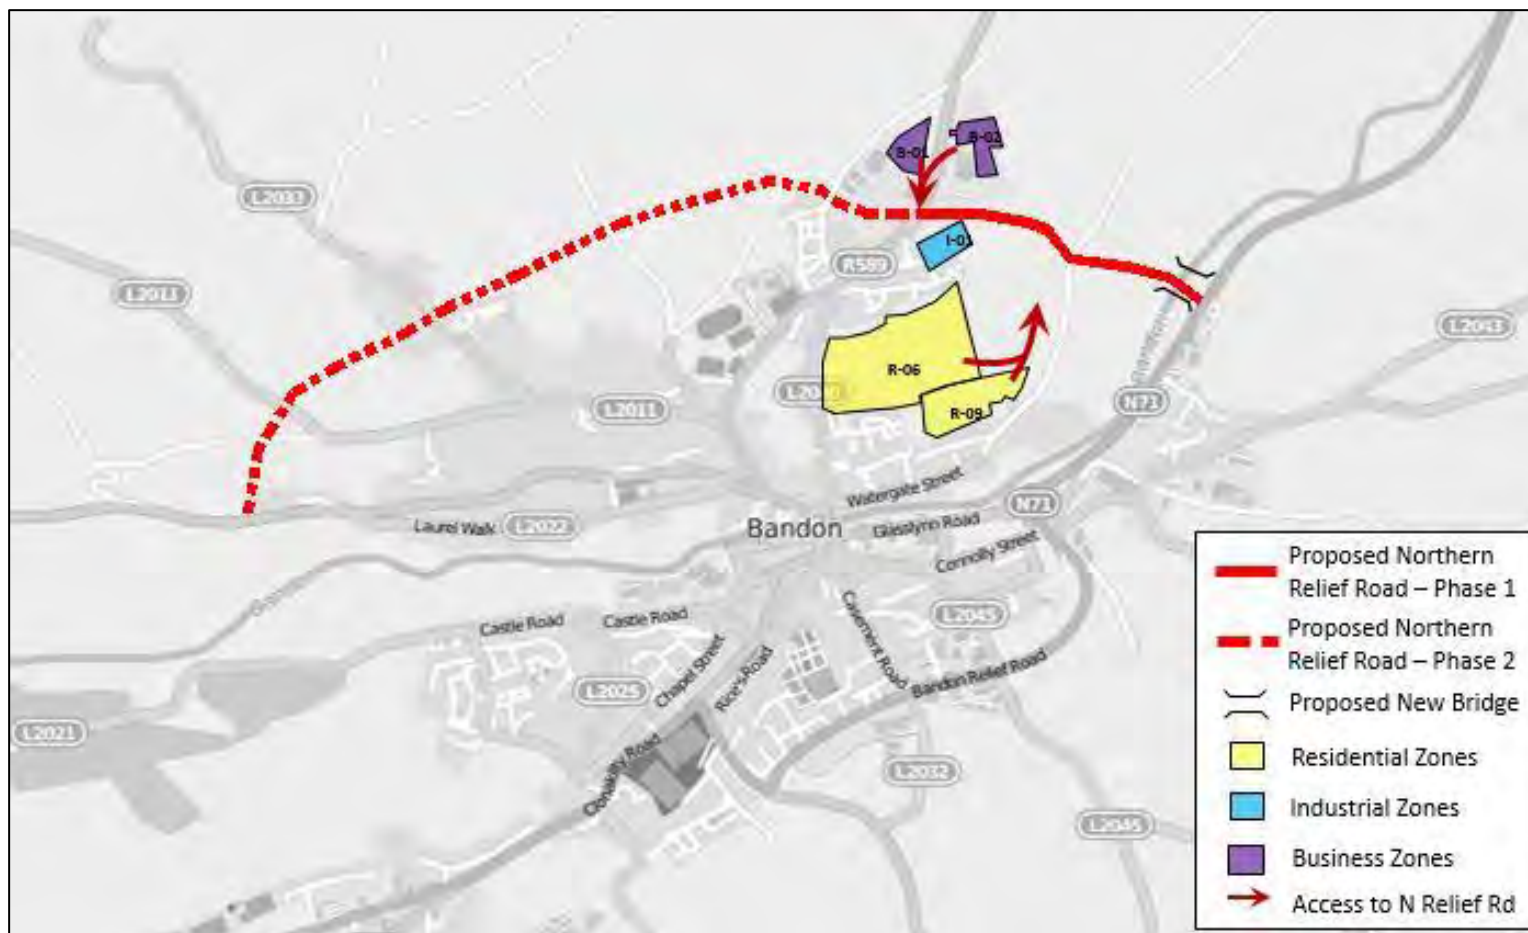 B-01
B-02
L2033
I-01
R589
L2011
L2043
R-06
N71
L2011
R-09
Watergate Street
N71
Laurel Walk
L2022
Bandon
Glasslynn Road
Connolly Street
Castle Road
Castle Road
Casement Road
L2045
Chapel Street
Rice's Road
Bandon Relief Road
L2025
L2021
Clonakilty Road
L2032
L2045
Proposed Northern
Relief Road – Phase 1
Proposed Northern
Relief Road – Phase 2
Proposed New Bridge
Residential Zones
Industrial Zones
Business Zones
Access to N Relief Rd